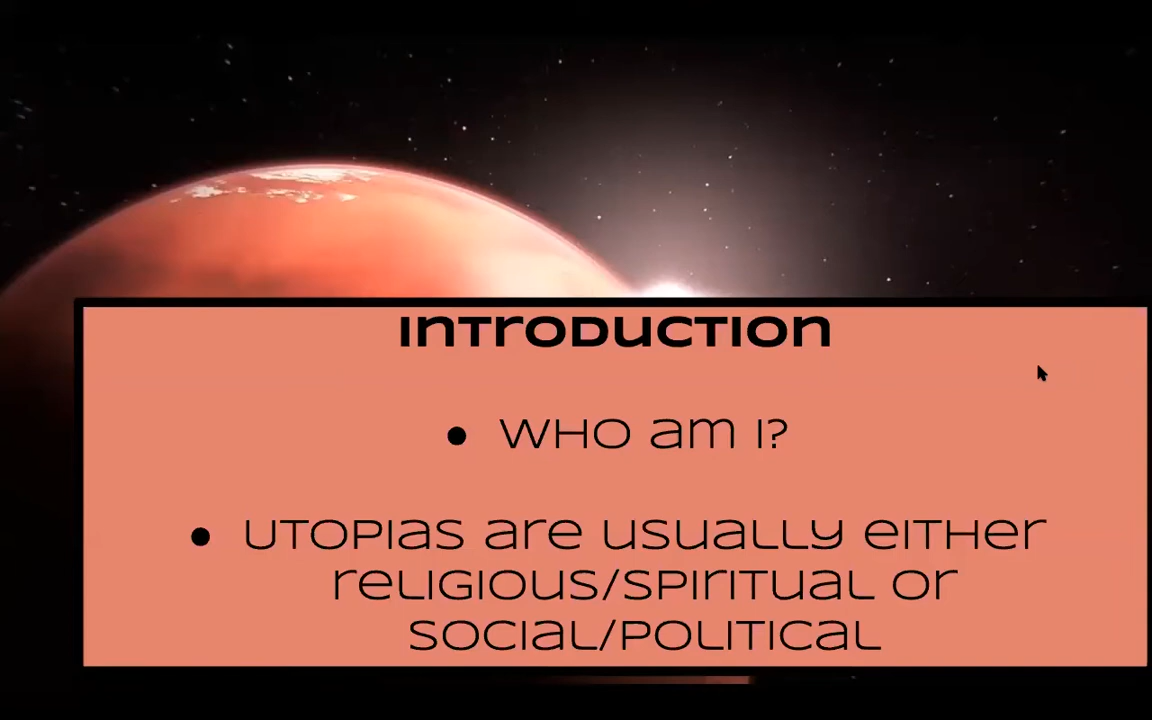 Introduction
● Who am I?
● Utopias are usually either
religious/spiritual or
social/political